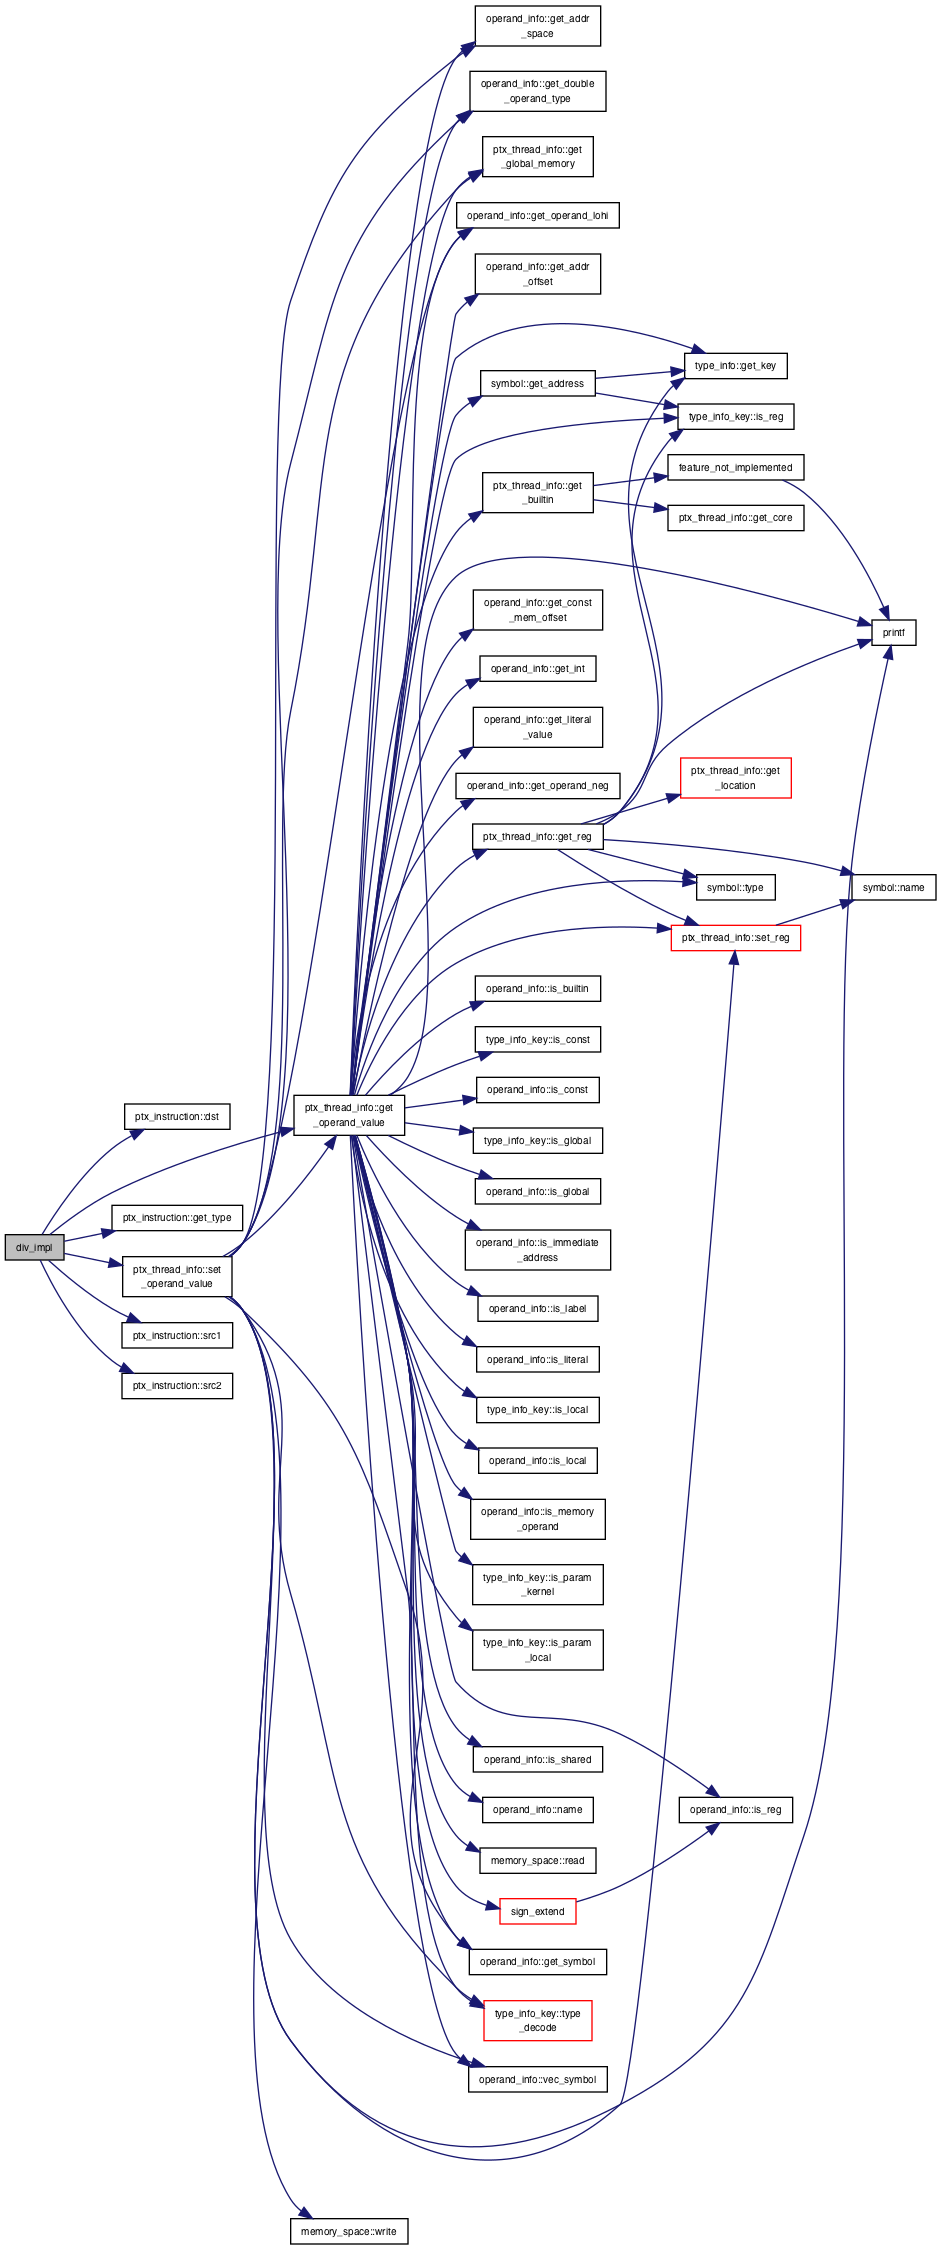 operand_info::get_addr
_space
operand_info::get_double
_operand_type
ptx_thread_info::get
_global_memory
operand_info::get_operand_lohi
operand_info::get_addr
_offset
type_info::get_key
symbol::get_address
type_info_key::is_reg
feature_not_implemented
ptx_thread_info::get
_builtin
ptx_thread_info::get_core
operand_info::get_const
_mem_offset
printf
operand_info::get_int
operand_info::get_literal
_value
ptx_thread_info::get
_location
operand_info::get_operand_neg
ptx_thread_info::get_reg
symbol::type
symbol::name
ptx_thread_info::set_reg
operand_info::is_builtin
type_info_key::is_const
operand_info::is_const
ptx_thread_info::get
_operand_value
ptx_instruction::dst
type_info_key::is_global
operand_info::is_global
ptx_instruction::get_type
div_impl
operand_info::is_immediate
_address
ptx_thread_info::set
_operand_value
operand_info::is_label
ptx_instruction::src1
operand_info::is_literal
ptx_instruction::src2
type_info_key::is_local
operand_info::is_local
operand_info::is_memory
_operand
type_info_key::is_param
_kernel
type_info_key::is_param
_local
operand_info::is_shared
operand_info::name
operand_info::is_reg
memory_space::read
sign_extend
operand_info::get_symbol
type_info_key::type
_decode
operand_info::vec_symbol
memory_space::write